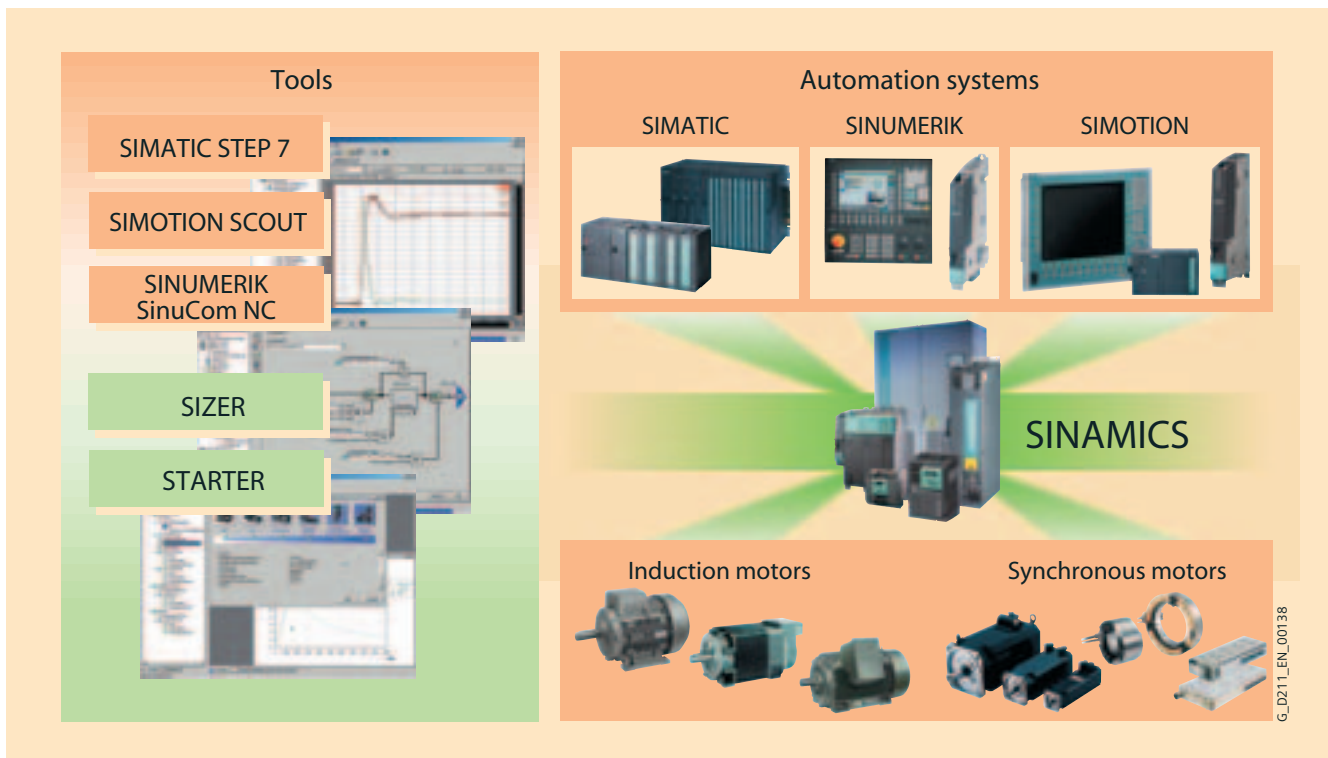 Tools
SIMATIC STEP 7
SIMOTION SCOUT
SINUMERIK
SinuCom NC
SIZER
STARTER
Automation systems
SIMATIC
SINUMERIK
SIMOTION
SINAMICS
Induction motors
Synchronous motors
G_D211_EN_00138